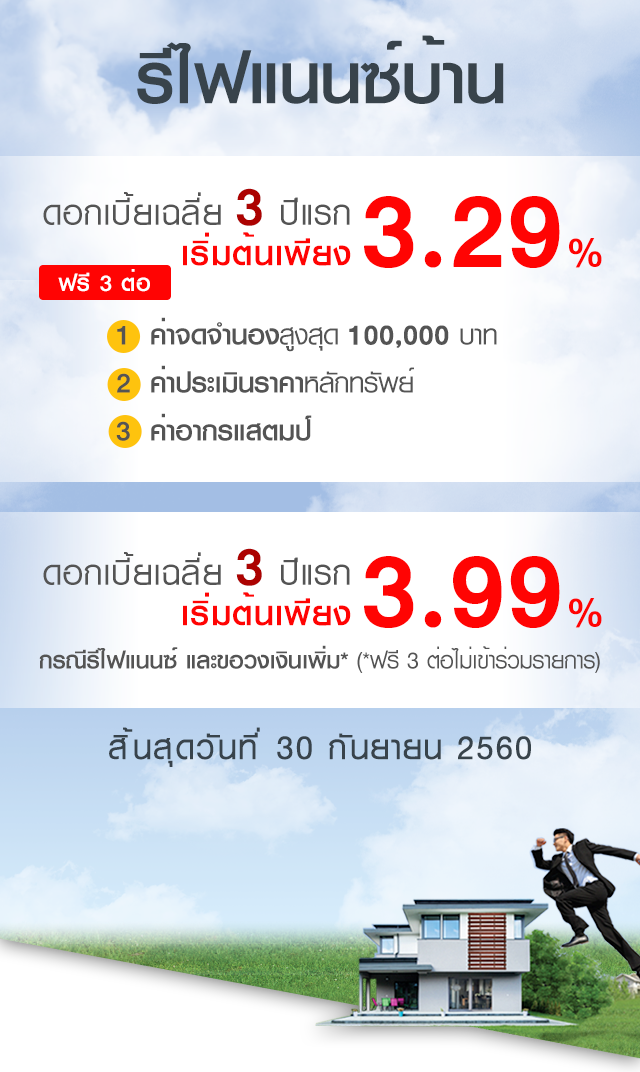 รีไฟแนนซ์บ้าน
ดอกเบี้ยเฉลี่ย 3 ปีแรก
เริ่มต้นเพียง 3.29 %
ฟรี 3 ต่อ
1 ค่าจดจำนองสูงสุด 100,000 บาท
2 ค่าประเมินราคาหลักทรัพย์
3 ค่าอากรแสตมป์
ดอกเบี้ยเฉลี่ย 3 ปีแรก
เริ่มต้นเพียง 3.99 %
กรณีรีไฟแนนซ์ และขอวงเงินเพิ่ม* (*ฟรี 3 ต่อไม่เข้าร่วมรายการ)
สิ้นสุดวันที่ 30 กันยายน 2560